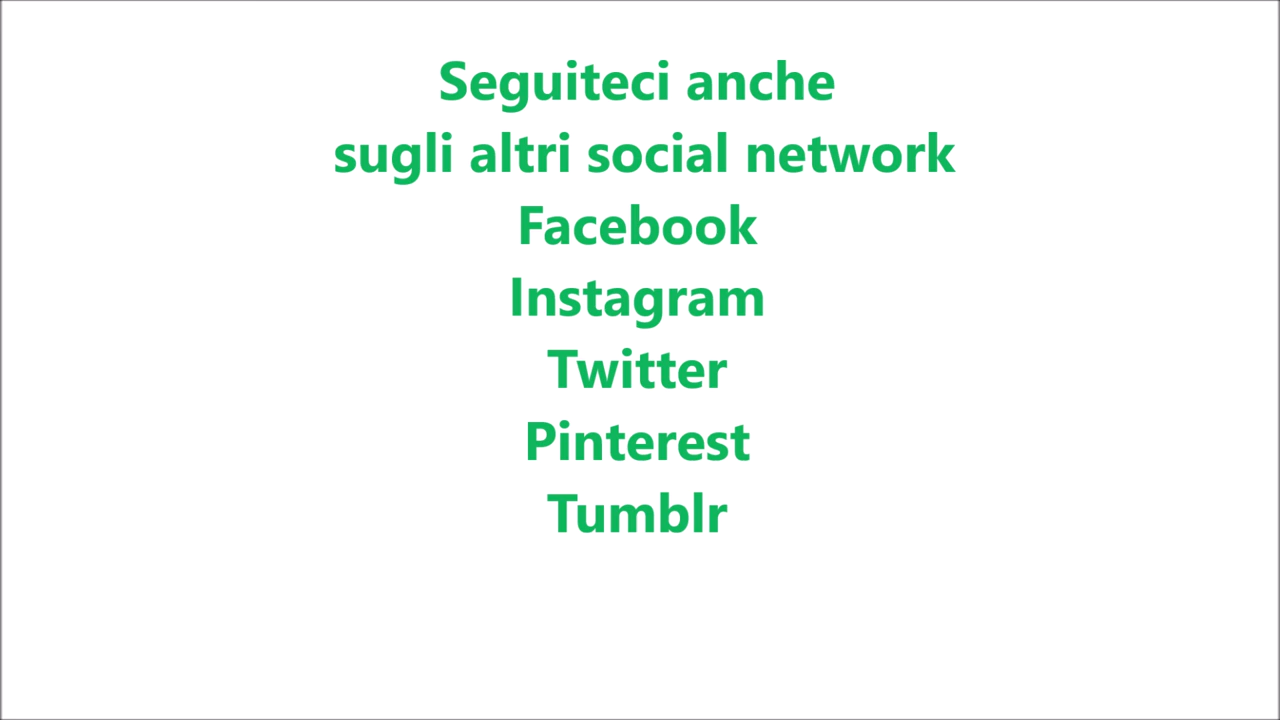 Seguiteci anche
sugli altri social network
Facebook
Instagram
Twitter
Pinterest
Tumblr